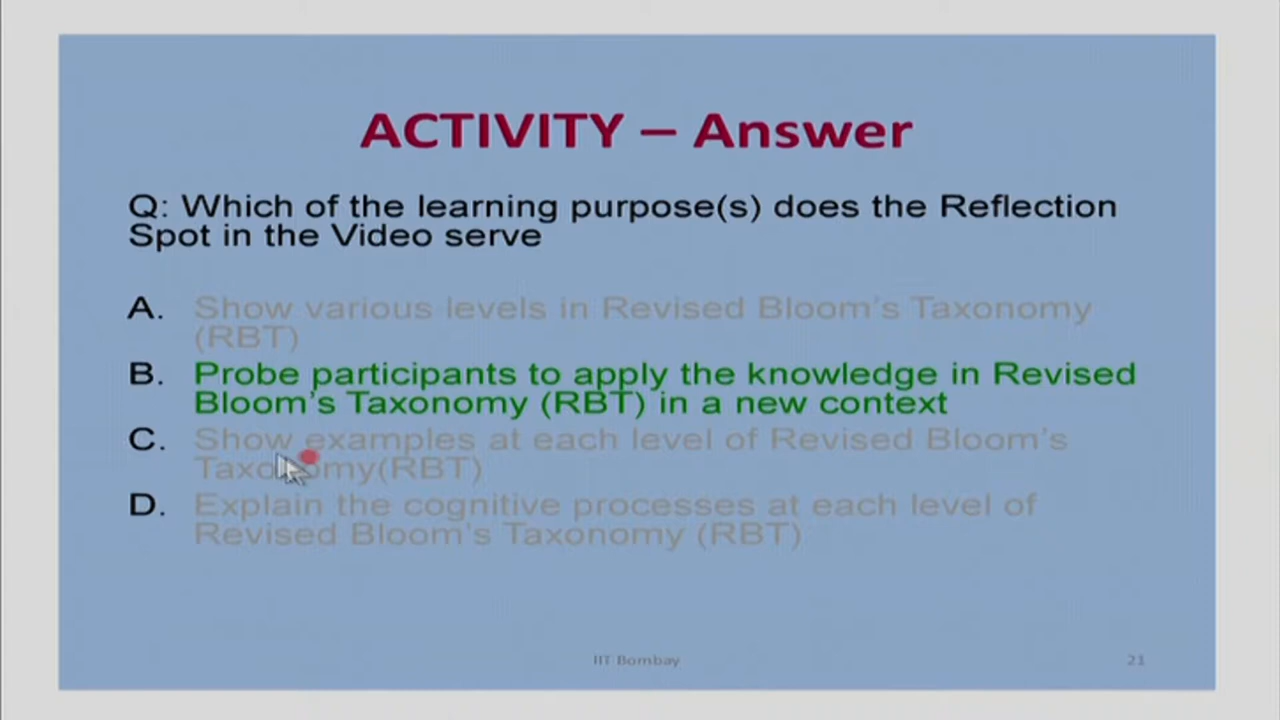 ACTIVITY – Answer
Q: Which of the learning purpose(s) does the Reflection
Spot in the Video serve
A. Show various levels in Revised Bloom's Taxonomy
(RBT)
B. Probe participants to apply the knowledge in Revised
Bloom's Taxonomy (RBT) in a new context
C. Show examples at each level of Revised Bloom's
Taxonomy(RBT)
D. Explain the cognitive processes at each level of
Revised Bloom's Taxonomy (RBT)
IIT Bombay
21